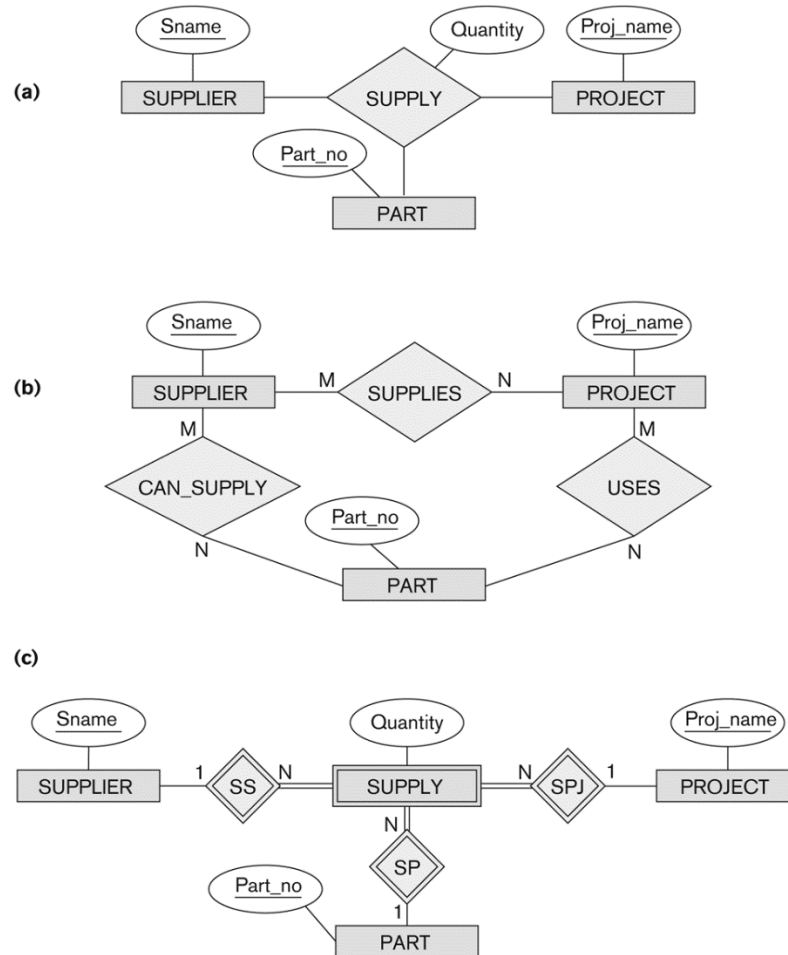 Sname
Quantity
Proj_name
(a)
SUPPLIER
SUPPLY
PROJECT
Part_no
PART
Sname
Proj_name
(b)
SUPPLIER
M
SUPPLIES
N
PROJECT
M
M
CAN_SUPPLY
USES
Part_no
N
N
PART
(c)
Sname
Quantity
Proj_name
SUPPLIER
1
SS
N
SUPPLY
N
SPJ
1
PROJECT
N
SP
Part_no
1
PART